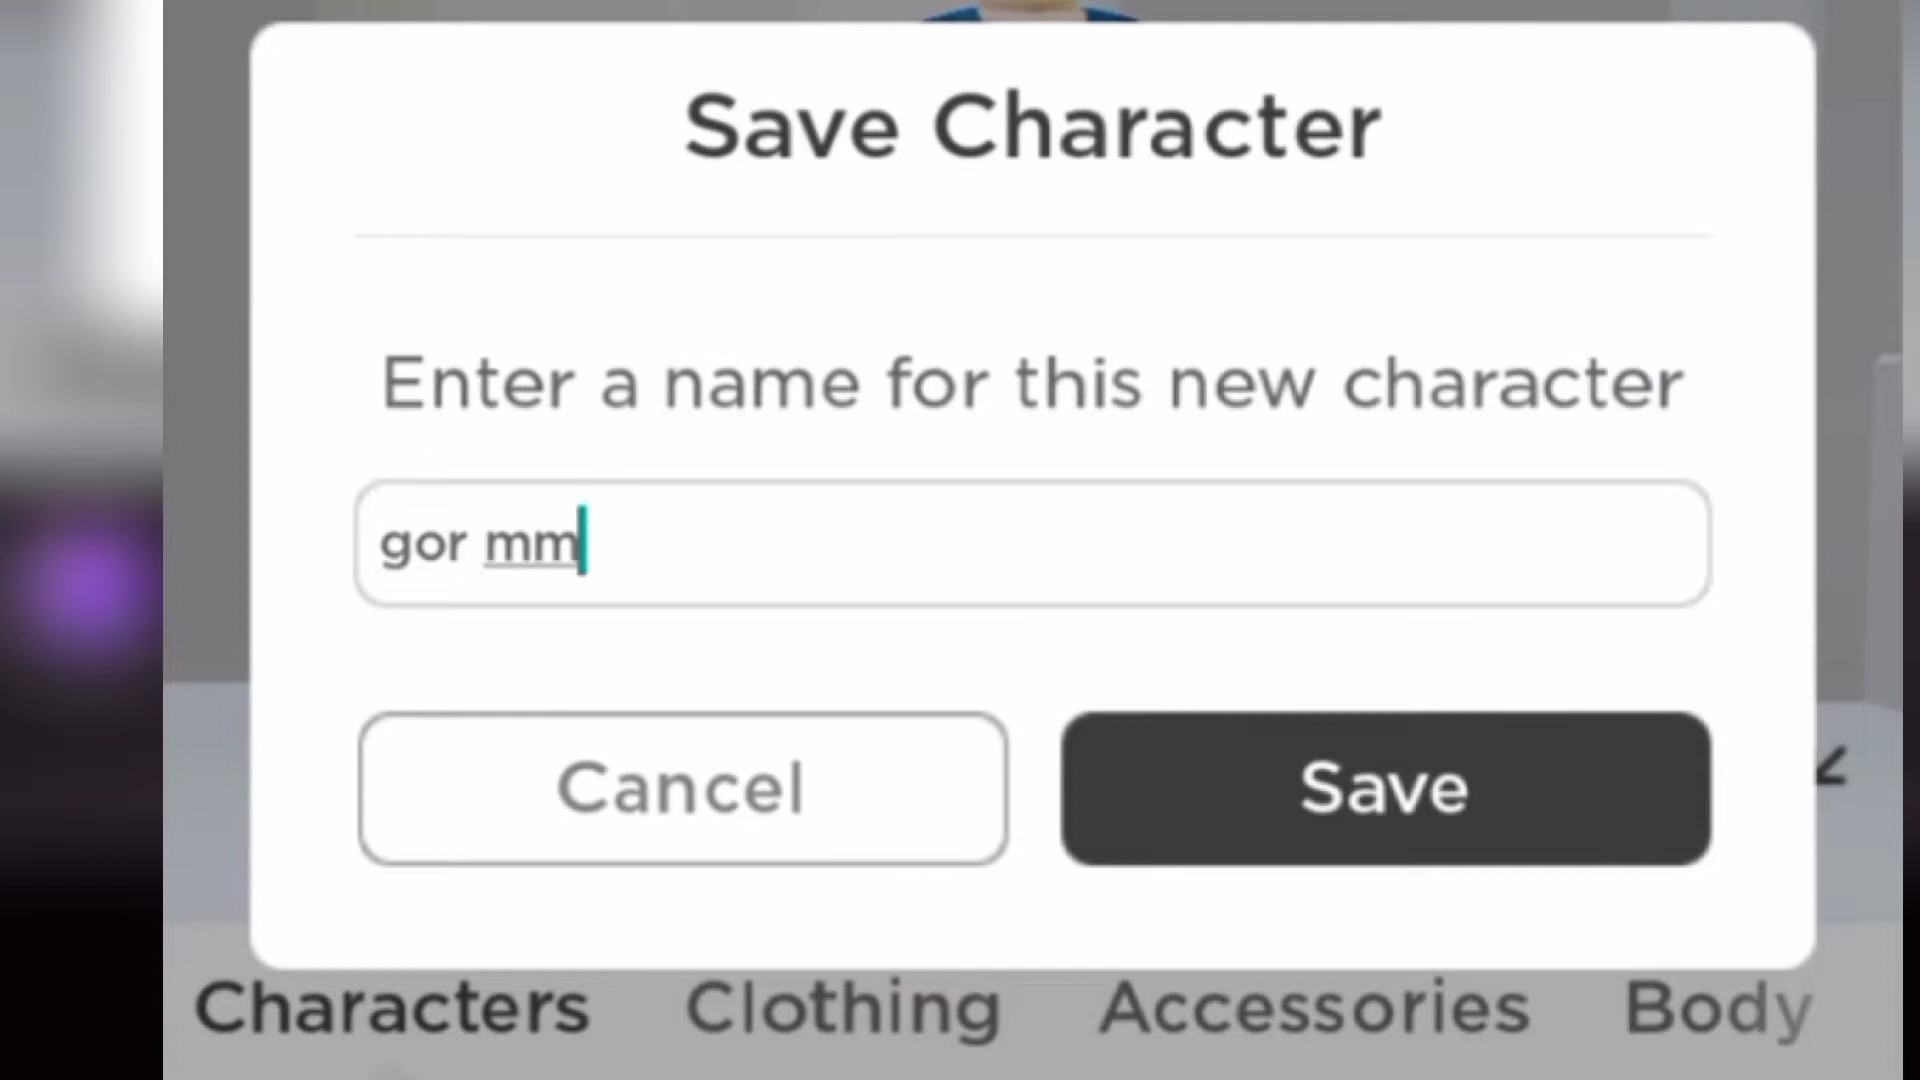 Save Character
Enter a name for this new character
gor mm
Cancel
Save
Characters Clothing Accessories Body